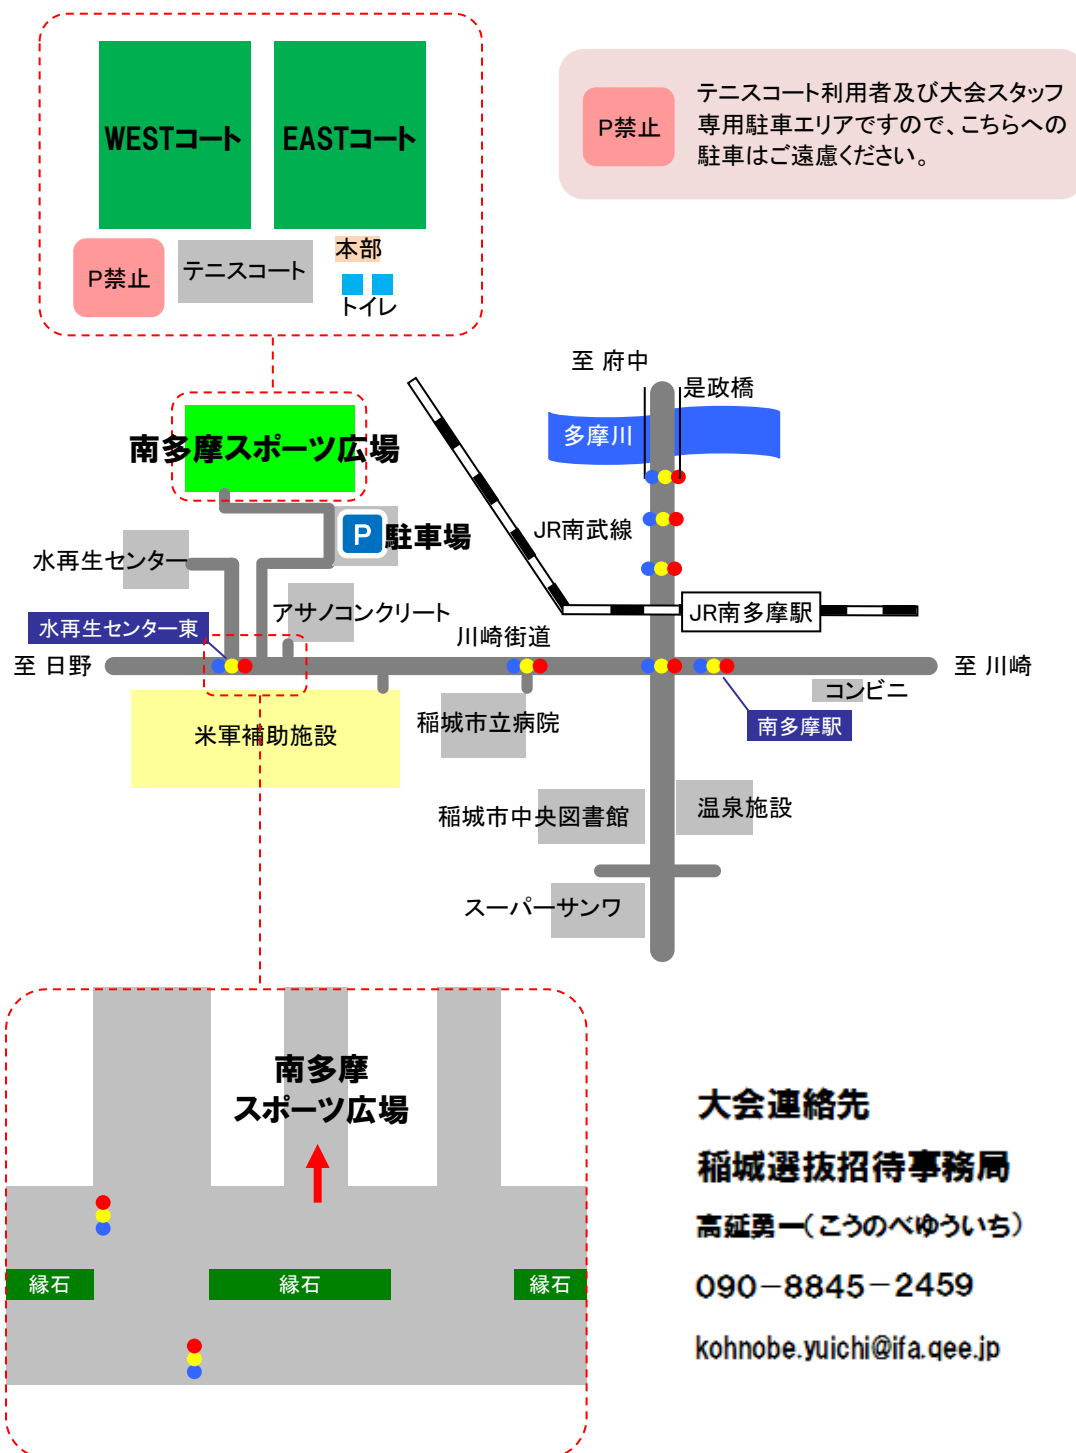 WESTコート
EASTコート
P禁止
テニスコート
本部
トイレ
P禁止
テニスコート利用者及び大会スタッフ
専用駐車エリアですので、こちらへの
駐車はご遠慮ください。
至 府中
是政橋
多摩川
南多摩スポーツ広場
P 駐車場
JR南武線
水再生センター
アサノコンクリート
JR南多摩駅
水再生センター東
川崎街道
至 日野
至 川崎
コンビニ
米軍補助施設
稲城市立病院
南多摩駅
稲城市中央図書館
温泉施設
スーパーサンワ
南多摩
スポーツ広場
縁石
縁石
縁石
大会連絡先
稲城選抜招待事務局
高延勇一(こうのべゆういち)
090-8845-2459
kohnobe.yuichi@ifa.qee.jp